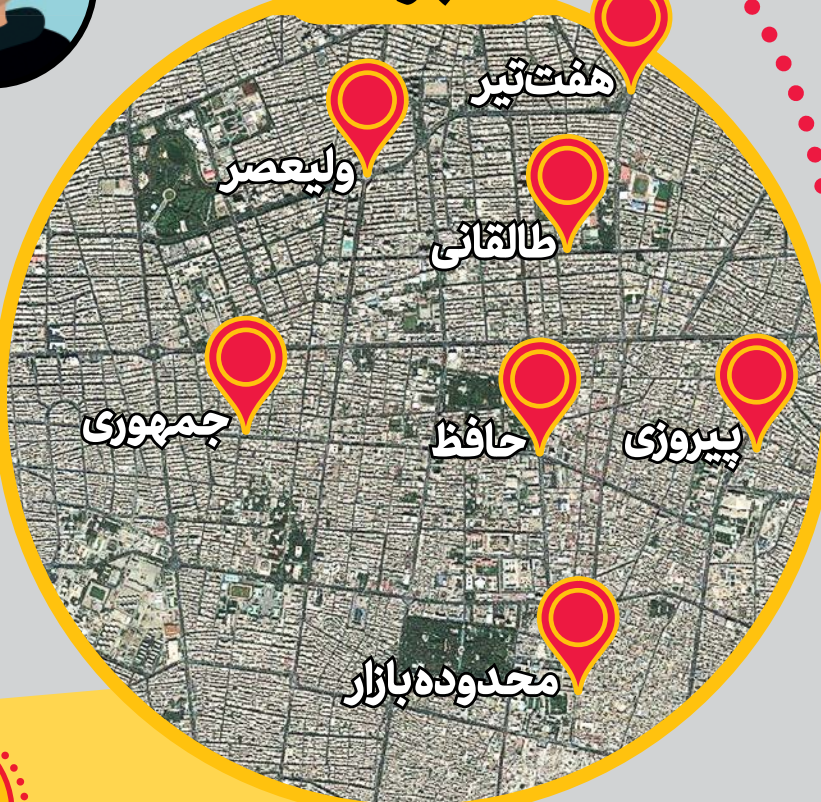 هفت‌تیر
ولیعصر
طالقانی
جمهوری
حافظ
پیروزی
محدوده‌بازار